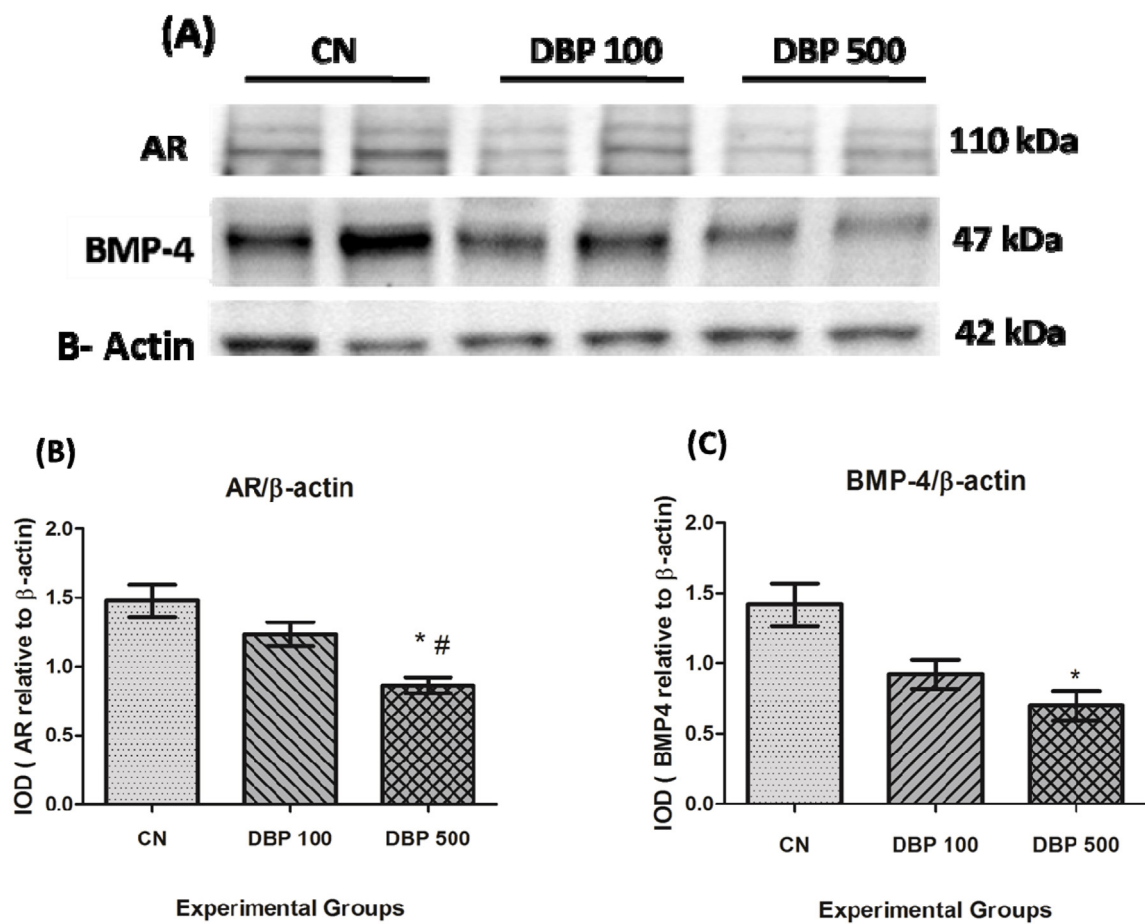 (A)
CN DBP 100 DBP 500
AR 110 kDa
BMP-4 47 kDa
B- Actin 42 kDa
(B)
AR/β-actin
IOD ( AR relative to β-actin)
2.0
1.5
1.0
0.5
0.0
* #
CN DBP 100 DBP 500
Experimental Groups
(C)
BMP-4/β-actin
IOD ( BMP4 relative to β-actin)
2.0
1.5
1.0
0.5
0.0
*
CN DBP 100 DBP 500
Experimental Groups